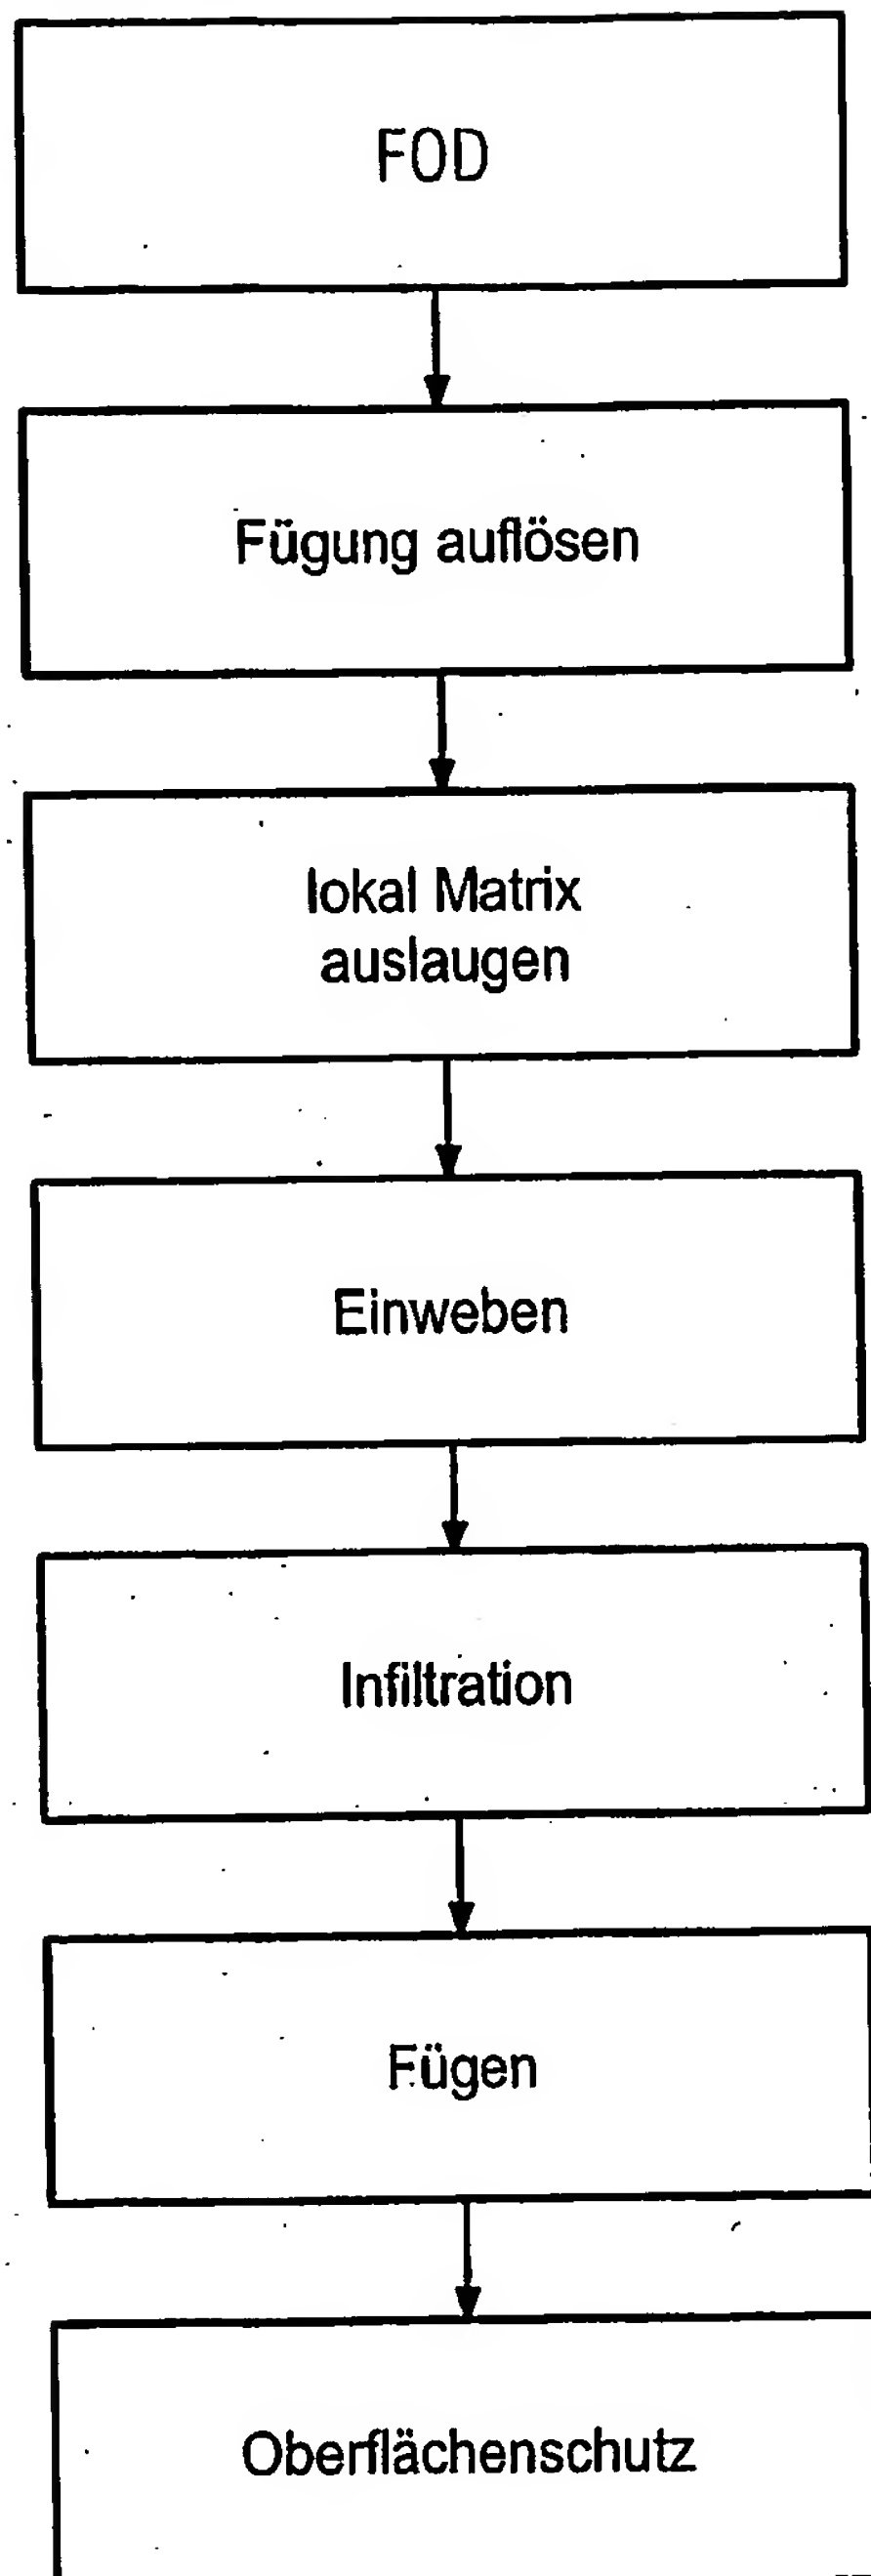 FOD
Fügung auflösen
lokal Matrix
auslaugen
Einweben
Infiltration
Fügen
Oberflächenschutz